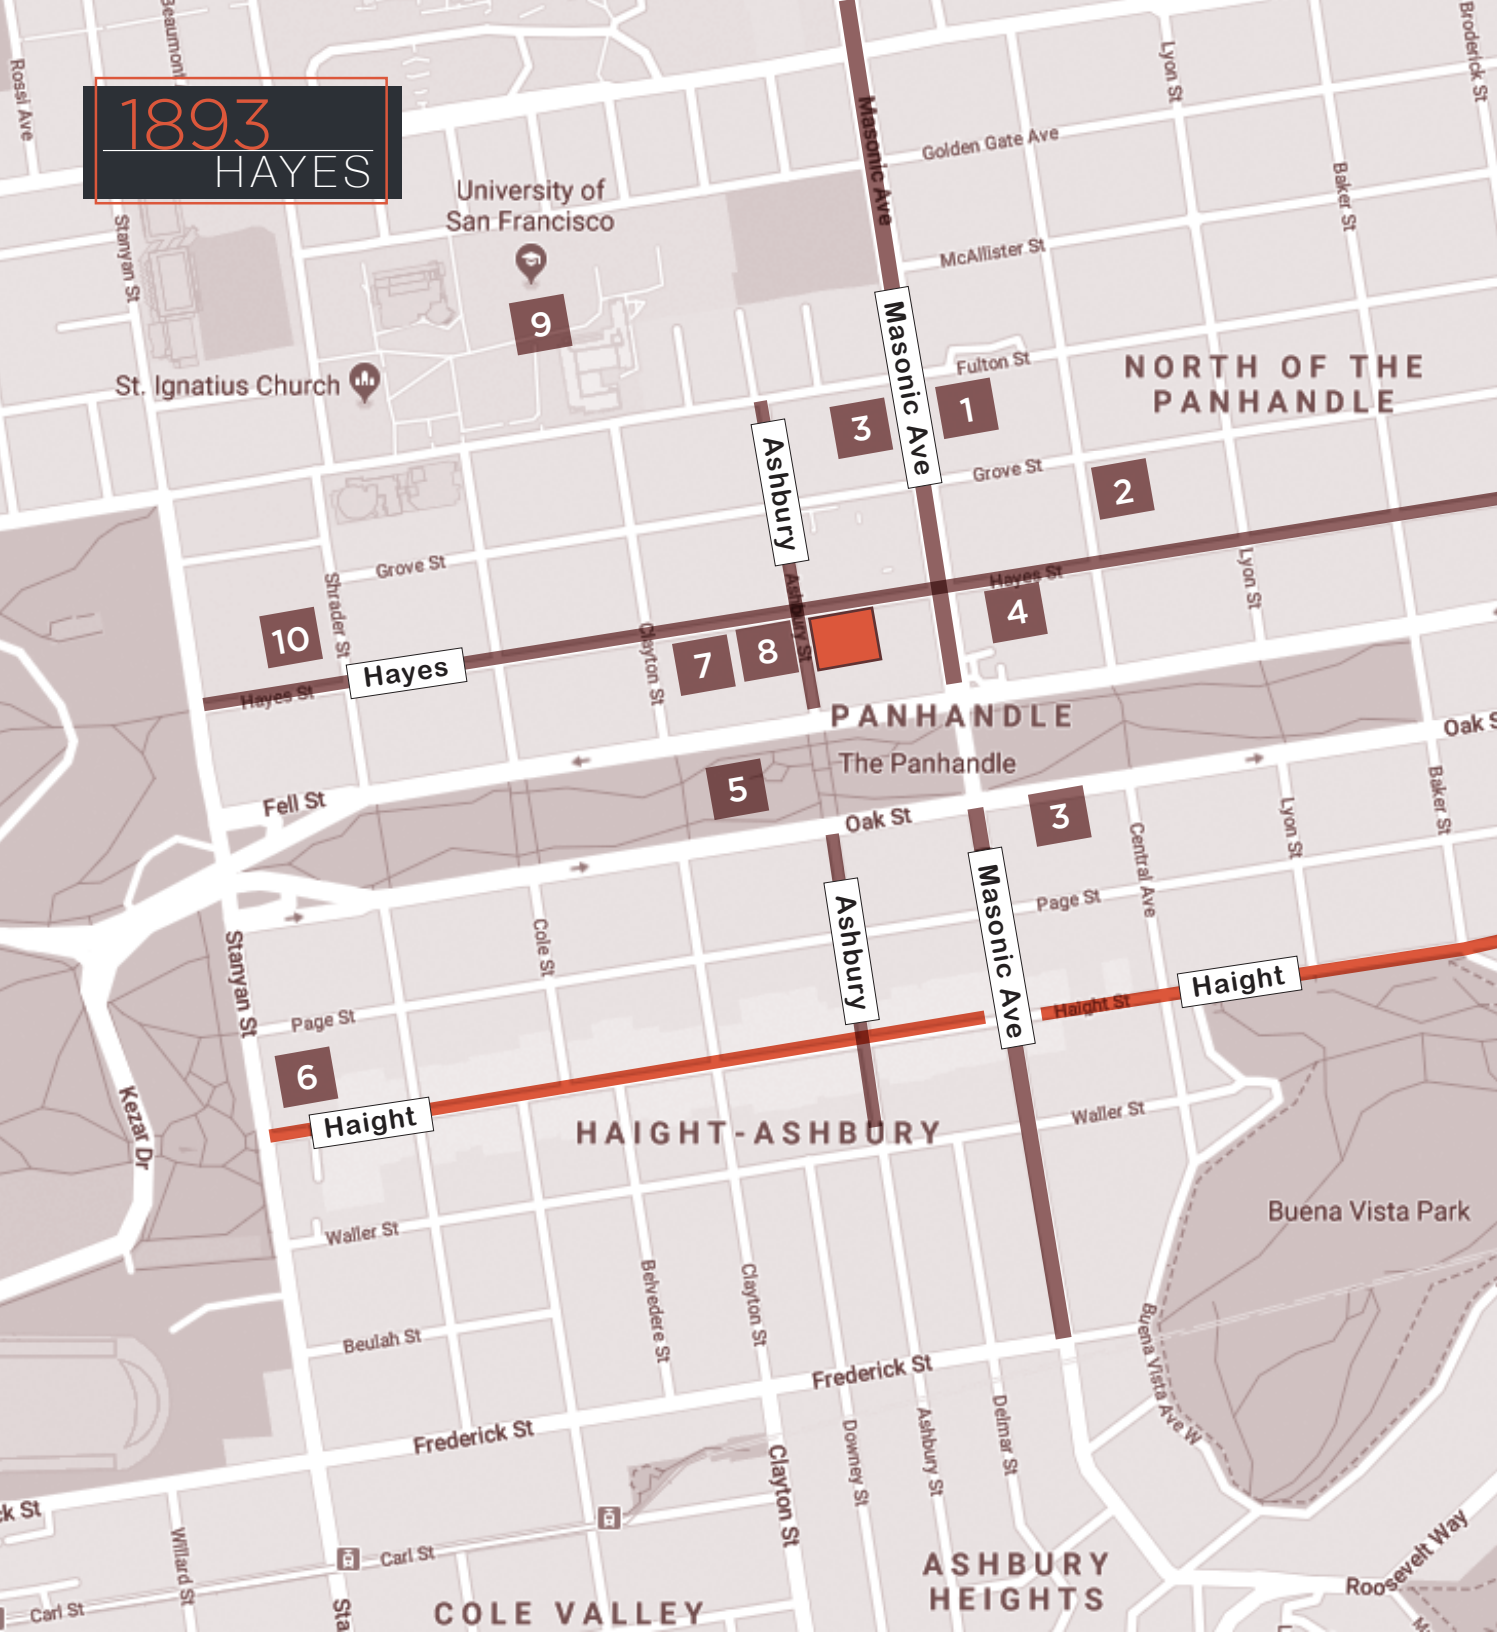 Beaumont
Rossi Ave
Broderick St
Lyon St
1893
HAYES
Masonic Ave
Golden Gate Ave
Baker St
University of
San Francisco
Stanyan St
McAllister St
9
Masonic Ave
Fulton St
NORTH OF THE
PANHANDLE
St. Ignatius Church
3
1
Ashbury
Grove St
2
Grove St
Shrader St
Hayes St
Lyon St
Ashbury St
10
4
Clayton St
7
8
Hayes
Hayes St
PANHANDLE
Oak S
The Panhandle
5
Fell St
Oak St
3
Lyon St
Baker St
Central Ave
Page St
Ashbury
Masonic Ave
Cole St
Stanyan St
Haight
Haight St
Page St
6
Haight
Kezar Dr
HAIGHT-ASHBURY
Waller St
Buena Vista Park
Waller St
Belvedere St
Clayton St
Beulah St
Buena Vista Ave W
Frederick St
Frederick St
Downey St
Ashbury St
Delmar St
Clayton St
ck St
Willard St
Carl St
Roosevelt Way
ASHBURY
HEIGHTS
Carl St
Sta
COLE VALLEY